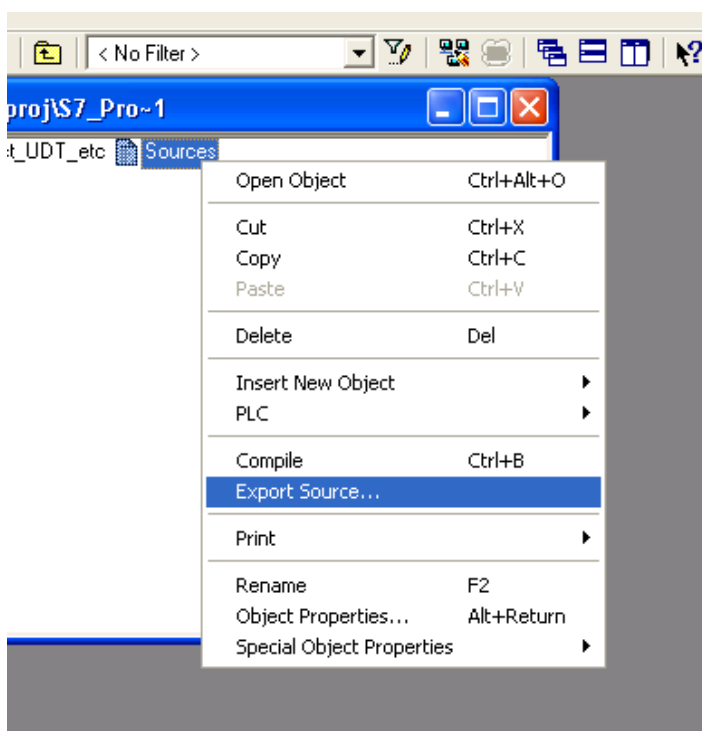 < No Filter >
proj\S7_Pro~1
t_UDT_etc Sources
Open Object Ctrl+Alt+O
Cut Ctrl+X
Copy Ctrl+C
Paste Ctrl+V
Delete Del
Insert New Object
PLC
Compile Ctrl+B
Export Source...
Print
Rename F2
Object Properties... Alt+Return
Special Object Properties